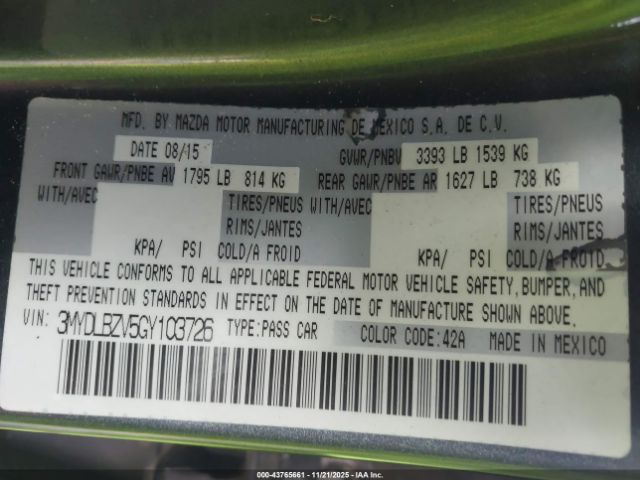 MFD. BY MAZDA MOTOR MANUFACTURING DE MEXICO S.A. DE C.V.
DATE 08/15 GVWR/PNBV 3393 LB 1539 KG
FRONT GAWR/PNBE AV 1795 LB 814 KG REAR GAWR/PNBE AR 1627 LB 738 KG
WITH/AVEC TIRES/PNEUS WITH/AVEC TIRES/PNEUS
RIMS/JANTES RIMS/JANTES
KPA/ PSI COLD/A FROID KPA/ PSI COLD/A FROID
THIS VEHICLE CONFORMS TO ALL APPLICABLE FEDERAL MOTOR VEHICLE SAFETY, BUMPER, AND
THEFT PREVENTION STANDARDS IN EFFECT ON THE DATE OF MANUFACTURE SHOWN ABOVE.
VIN: 3MYDLBZV5GY103726 TYPE:PASS CAR COLOR CODE:42A MADE IN MEXICO
000-43765661 - 11/21/2025 - IAAI.COM